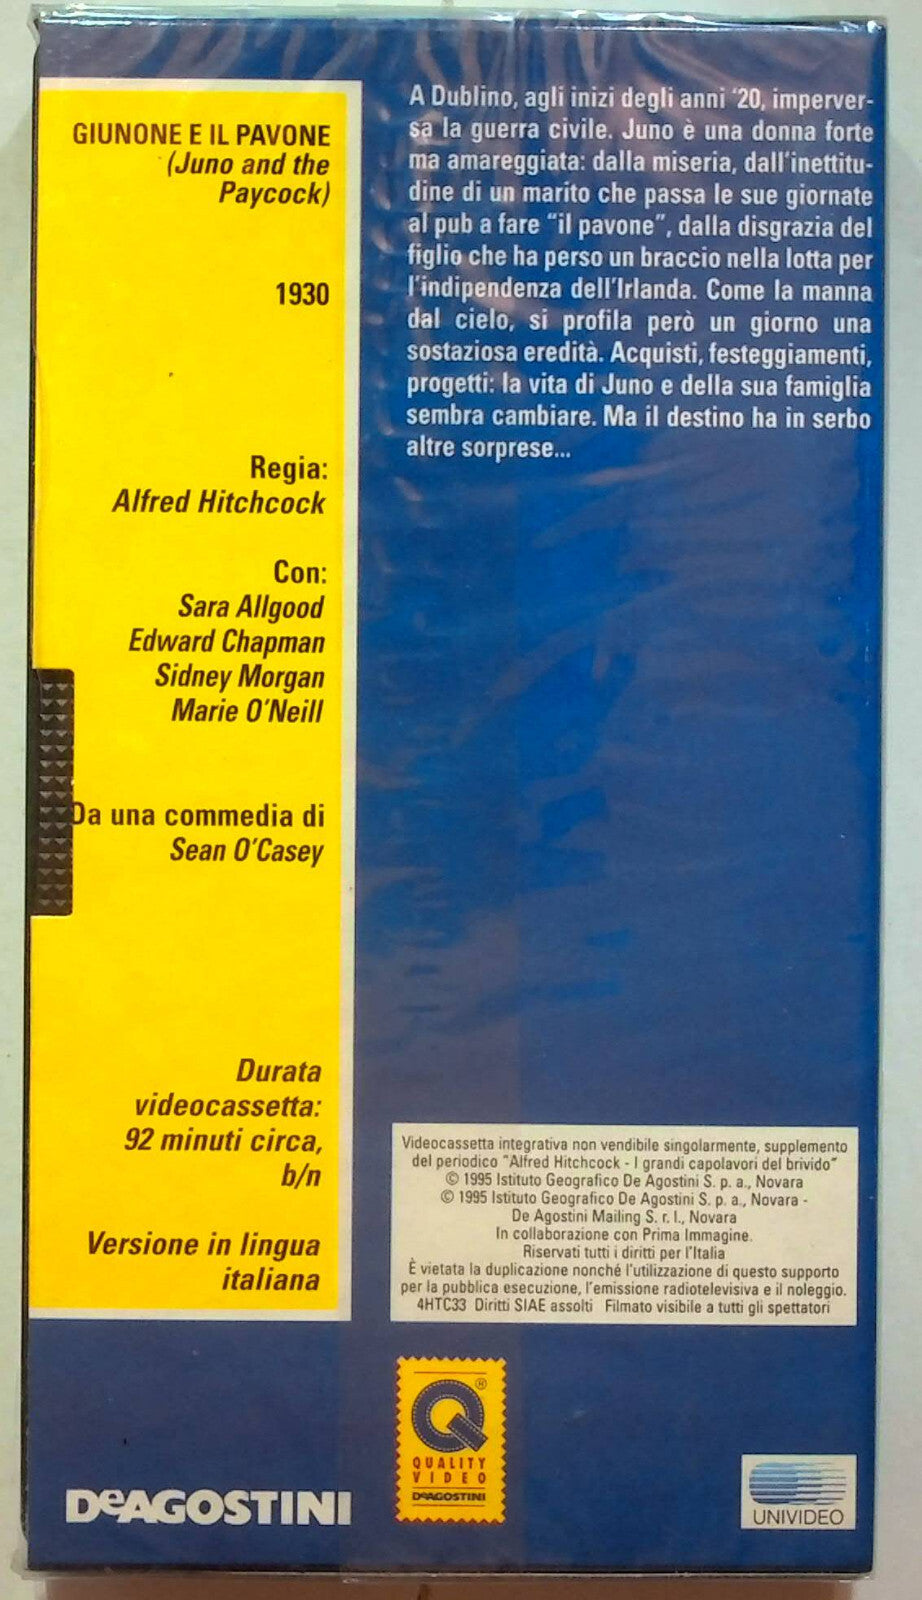 GIUNONE E IL PAVONE
(Juno and the
Paycock)
1930
Regia:
Alfred Hitchcock
Con:
Sara Allgood
Edward Chapman
Sidney Morgan
Marie O'Neill
Da una commedia di
Sean O'Casey
Durata
videocassetta:
92 minuti circa,
b/n
Versione in lingua
italiana
A Dublino, agli inizi degli anni '20, imperver-
sa la guerra civile. Juno è una donna forte
ma amareggiata: dalla miseria, dall'inettitu-
dine di un marito che passa le sue giornate
al pub a fare "il pavone", dalla disgrazia del
figlio che ha perso un braccio nella lotta per
l'indipendenza dell'Irlanda. Come la manna
dal cielo, si profila però un giorno una
sostaziosa eredità. Acquisti, festeggiamenti,
progetti: la vita di Juno e della sua famiglia
sembra cambiare. Ma il destino ha in serbo
altre sorprese...
Videocassetta integrativa non vendibile singolarmente, supplemento
del periodico "Alfred Hitchcock - I grandi capolavori del brivido"
© 1995 Istituto Geografico De Agostini S. p. a., Novara
© 1995 Istituto Geografico De Agostini S. p. a., Novara -
De Agostini Mailing S. r. l., Novara
In collaborazione con Prima Immagine.
Riservati tutti i diritti per l'Italia
È vietata la duplicazione nonché l'utilizzazione di questo supporto
per la pubblica esecuzione, l'emissione radiotelevisiva e il noleggio.
4HTC33 Diritti SIAE assolti Filmato visibile a tutti gli spettatori
DeAGOSTINI
®
QUALITY
VIDEO
DeAGOSTINI
UNIVIDEO